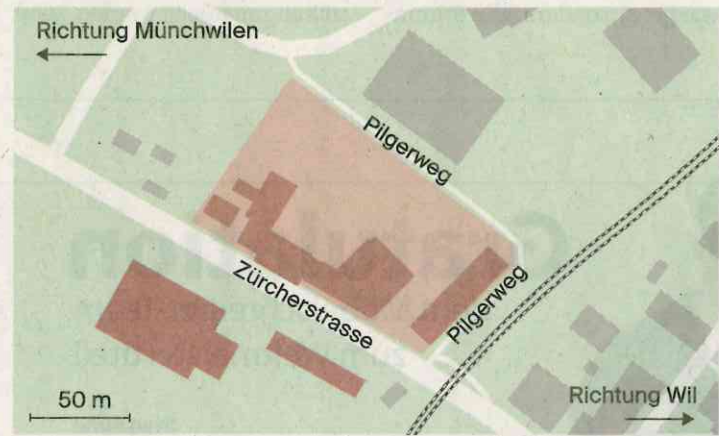 Richtung Münchwilen
Pilgerweg
Zürcherstrasse
Pilgerweg
50 m
Richtung Wil